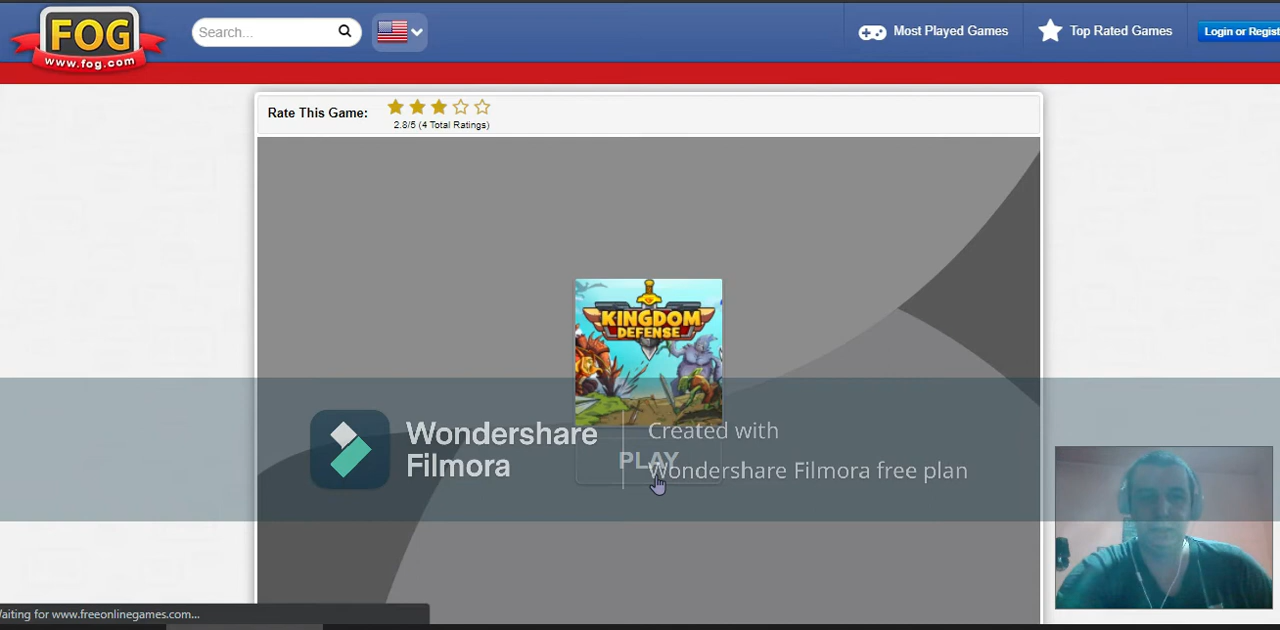 FOG
www.fog.com
Search...
Most Played Games
Top Rated Games
Login or Regist
Rate This Game:
2.8/5 (4 Total Ratings)
KINGDOM
DEFENSE
Wondershare
Filmora
Created with
Wondershare Filmora free plan
PLAY
aiting for www.freeonlinegames.com...